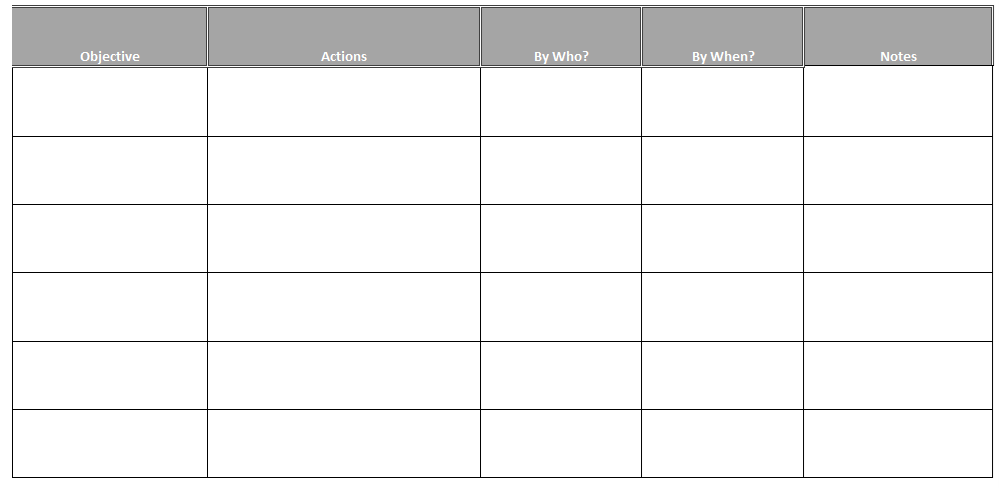 Objective
Actions
By Who?
By When?
Notes